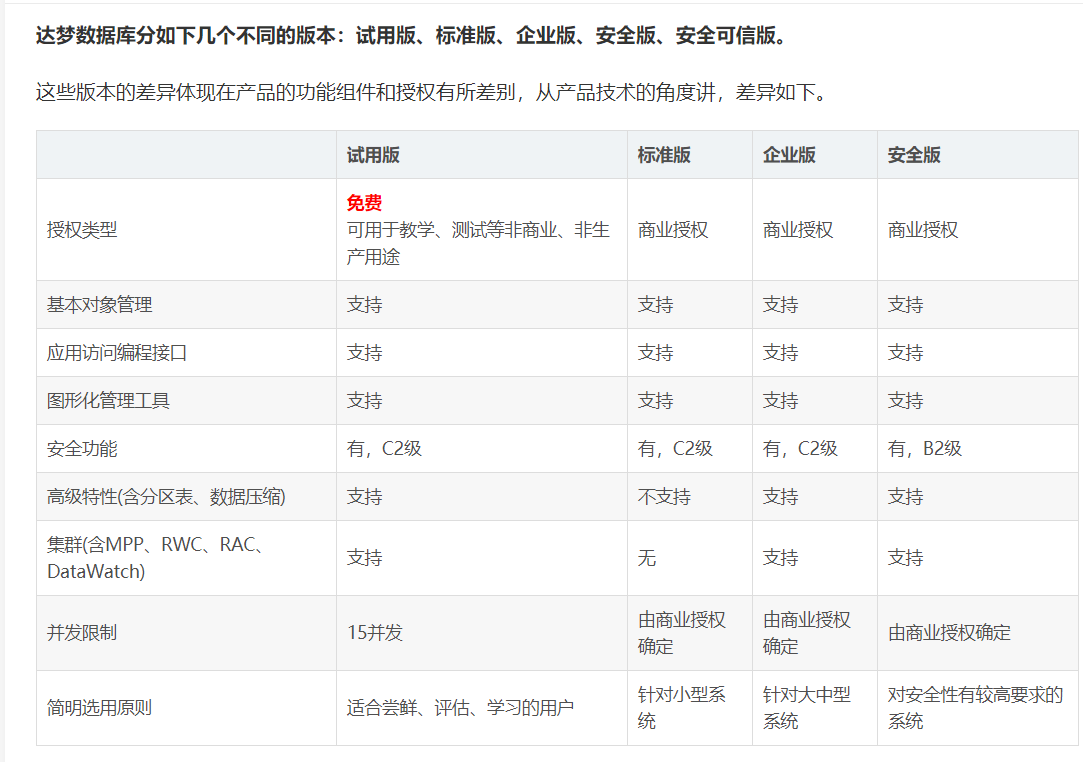 达梦数据库分如下几个不同的版本：试用版、标准版、企业版、安全版、安全可信版。
这些版本的差异体现在产品的功能组件和授权有所差别，从产品技术的角度讲，差异如下。
试用版 标准版 企业版 安全版
授权类型
免费
可用于教学、测试等非商业、非生
产用途
商业授权 商业授权 商业授权
基本对象管理 支持 支持 支持 支持
应用访问编程接口 支持 支持 支持 支持
图形化管理工具 支持 支持 支持 支持
安全功能 有，C2级 有，C2级 有，C2级 有，B2级
高级特性(含分区表、数据压缩) 支持 不支持 支持 支持
集群(含MPP、RWC、RAC、
DataWatch)
支持 无 支持 支持
并发限制 15并发
由商业授权
确定
由商业授权
确定
由商业授权确定
简明选用原则 适合尝鲜、评估、学习的用户
针对小型系
统
针对大中型
系统
对安全性有较高要求的
系统